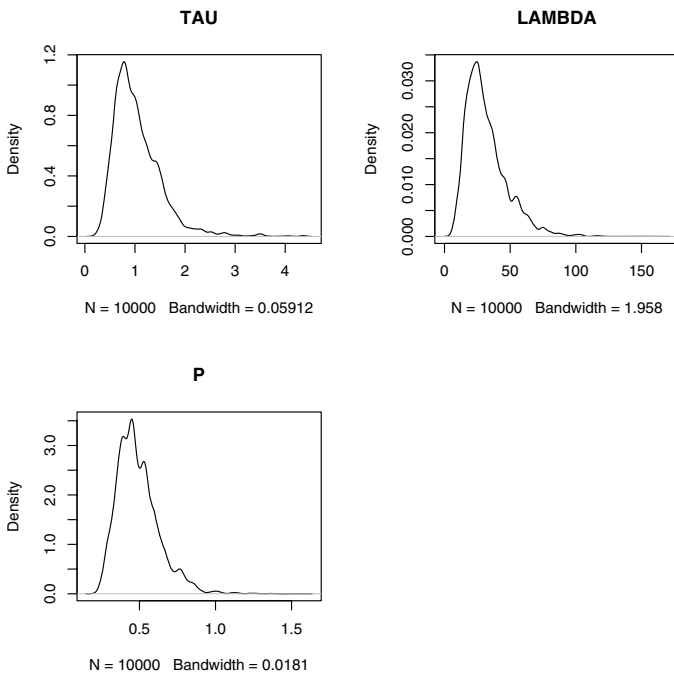 TAU
Density
0.0 0.4 0.8 1.2
0 1 2 3 4
N = 10000 Bandwidth = 0.05912
LAMBDA
Density
0.000 0.010 0.020 0.030
0 50 100 150
N = 10000 Bandwidth = 1.958
P
Density
0.0 1.0 2.0 3.0
0.5 1.0 1.5
N = 10000 Bandwidth = 0.0181